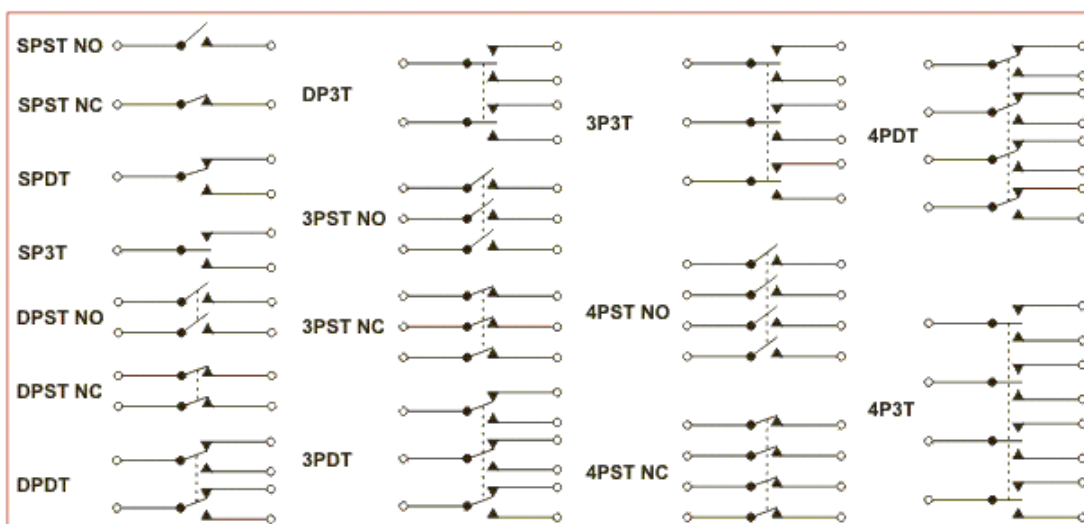 SPST NO
SPST NC
SPDT
SP3T
DPST NO
DPST NC
DPDT
DP3T
3PST NO
3PST NC
3PDT
3P3T
4PST NO
4PST NC
4PDT
4P3T